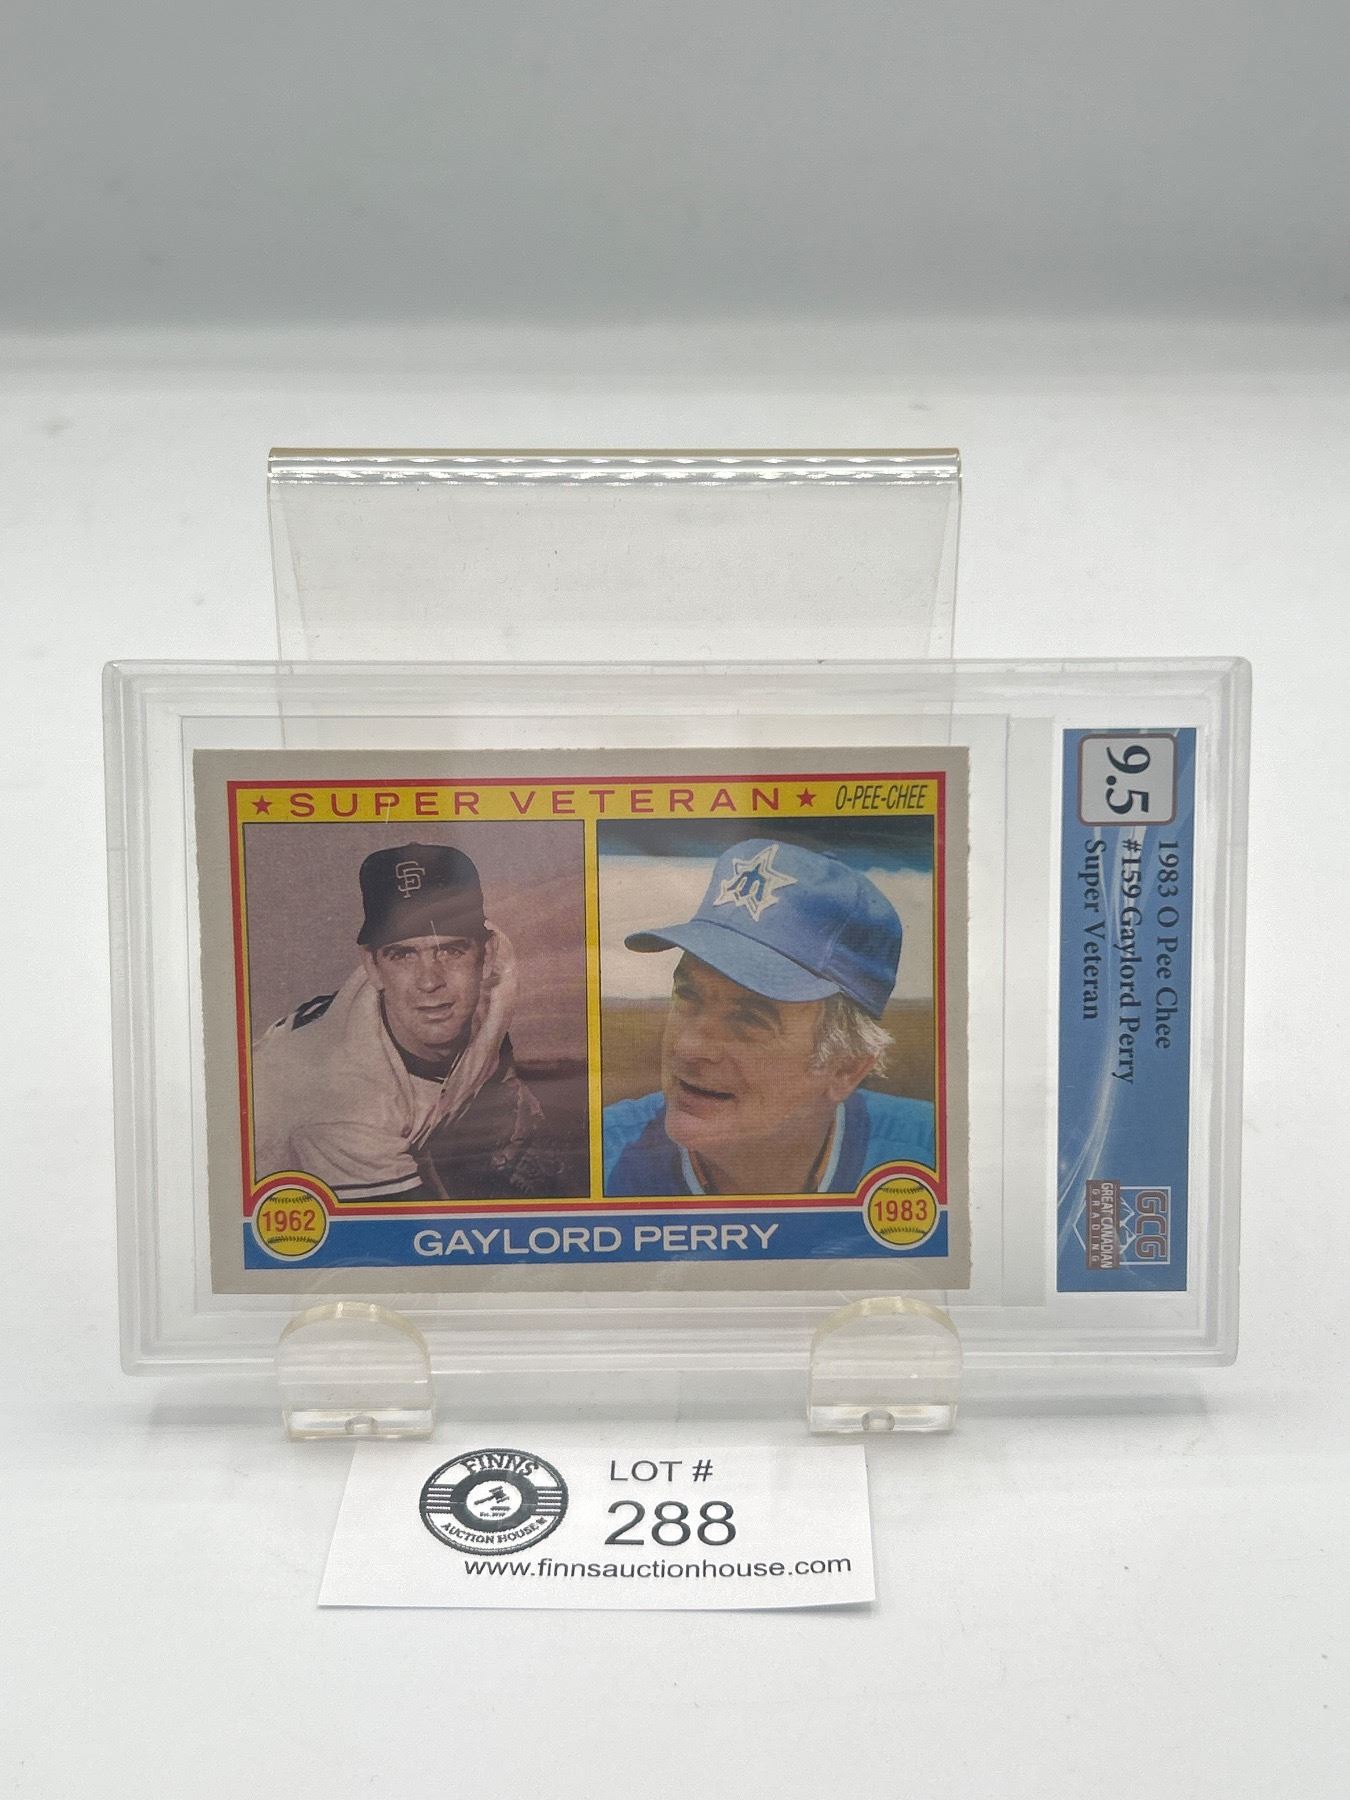 ★ SUPER VETERAN ★ O-PEE-CHEE
SF
M
1962
1983
GAYLORD PERRY
9.5
1983 O Pee Chee
#159 Gaylord Perry
Super Veteran
GCG
GREAT CANADIAN
GRADING
FINNS
AUCTION HOUSE
LOT #
288
www.finnsauctionhouse.com